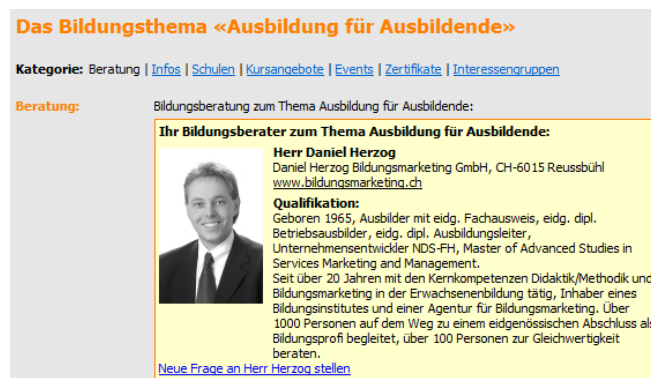 Das Bildungsthema «Ausbildung für Ausbildende»
Kategorie: Beratung | Infos | Schulen | Kursangebote | Events | Zertifikate | Interessengruppen
Beratung: Bildungsberatung zum Thema Ausbildung für Ausbildende:
Ihr Bildungsberater zum Thema Ausbildung für Ausbildende:
Herr Daniel Herzog
Daniel Herzog Bildungsmarketing GmbH, CH-6015 Reussbühl
www.bildungsmarketing.ch
Qualifikation:
Geboren 1965, Ausbilder mit eidg. Fachausweis, eidg. dipl.
Betriebsausbilder, eidg. dipl. Ausbildungsleiter,
Unternehmensentwickler NDS-FH, Master of Advanced Studies in
Services Marketing and Management.
Seit über 20 Jahren mit den Kernkompetenzen Didaktik/Methodik und
Bildungsmarketing in der Erwachsenenbildung tätig, Inhaber eines
Bildungsinstitutes und einer Agentur für Bildungsmarketing. Über
1000 Personen auf dem Weg zu einem eidgenössischen Abschluss als
Bildungsprofi begleitet, über 100 Personen zur Gleichwertigkeit
beraten.
Neue Frage an Herr Herzog stellen